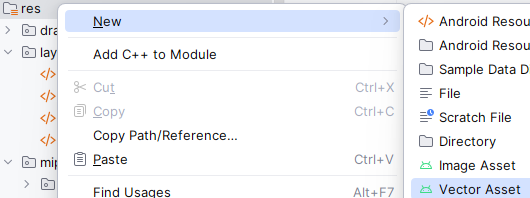 res
dra
lay
mip
New
Add C++ to Module
Cut Ctrl+X
Copy Ctrl+C
Copy Path/Reference...
Paste Ctrl+V
Find Usages Alt+F7
Android Resou
Android Resou
Sample Data D
File
Scratch File
Directory
Image Asset
Vector Asset